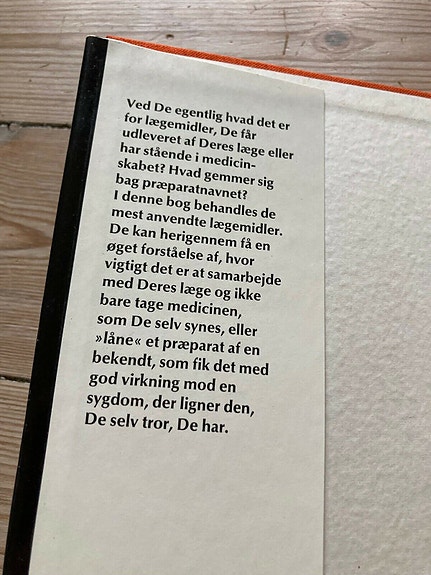 Ved De egentlig hvad det er
for lægemidler, De får
udleveret af Deres læge eller
har stående i medicin-
skabet? Hvad gemmer sig
bag præparatnavnet?
I denne bog behandles de
mest anvendte lægemidler.
De kan herigennem få en
øget forståelse af, hvor
vigtigt det er at samarbejde
med Deres læge og ikke
bare tage medicinen,
som De selv synes, eller
»låne« et præparat af en
bekendt, som fik det med
god virkning mod en
sygdom, der ligner den,
De selv tror, De har.